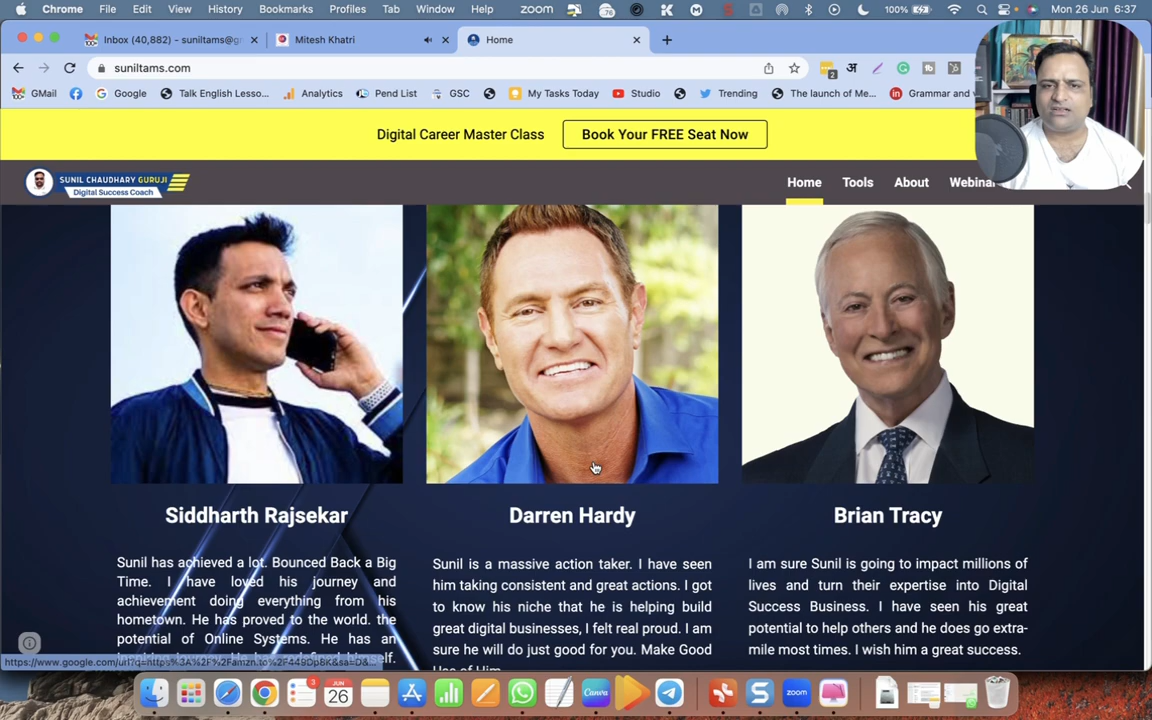 Chrome File Edit View History Bookmarks Profiles Tab Window Help zoom 100% Mon 26 Jun 6:37
Inbox (40,882) - suniltams@gr
Mitesh Khatri
Home
suniltams.com
GMail Google Talk English Lesso... Analytics Pend List GSC My Tasks Today Studio Trending The launch of Me... Grammar and
Digital Career Master Class
Book Your FREE Seat Now
SUNIL CHAUDHARY GURUJI
Digital Success Coach
Home Tools About Webinar
Siddharth Rajsekar
Sunil has achieved a lot. Bounced Back a Big
Time. I have loved his journey and
achievement doing everything from his
hometown. He has proved to the world. the
potential of Online Systems. He has an
Darren Hardy
Sunil is a massive action taker. I have seen
him taking consistent and great actions. I got
to know his niche that he is helping build
great digital businesses, I felt real proud. I am
sure he will do just good for you. Make Good
Use of Him
Brian Tracy
I am sure Sunil is going to impact millions of
lives and turn their expertise into Digital
Success Business. I have seen his great
potential to help others and he does go extra-
mile most times. I wish him a great success.
https://www.google.com/url?q=https%3A%2F%2Famzn.to%2F449Dp8K&sa=D&...
JUN
26
3
Canva
zoom